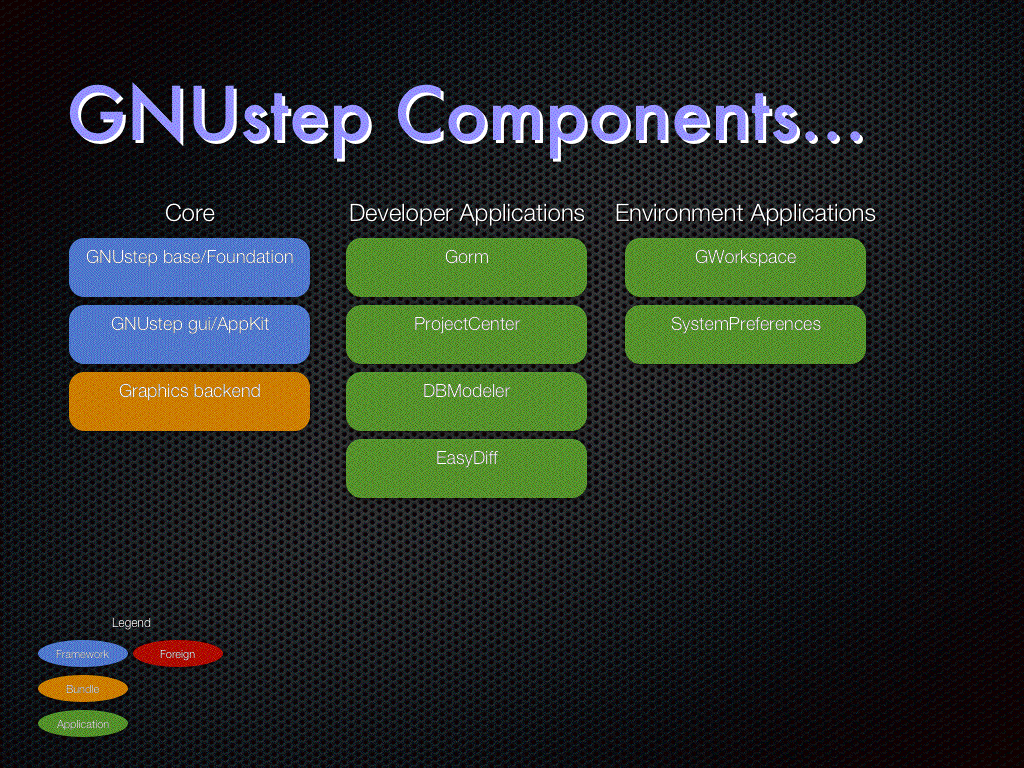 GNUstep Components...
Core
Developer Applications
Environment Applications
GNUstep base/Foundation
Gorm
GWorkspace
GNUstep gui/AppKit
ProjectCenter
SystemPreferences
Graphics backend
DBModeler
EasyDiff
Legend
Framework
Foreign
Bundle
Application